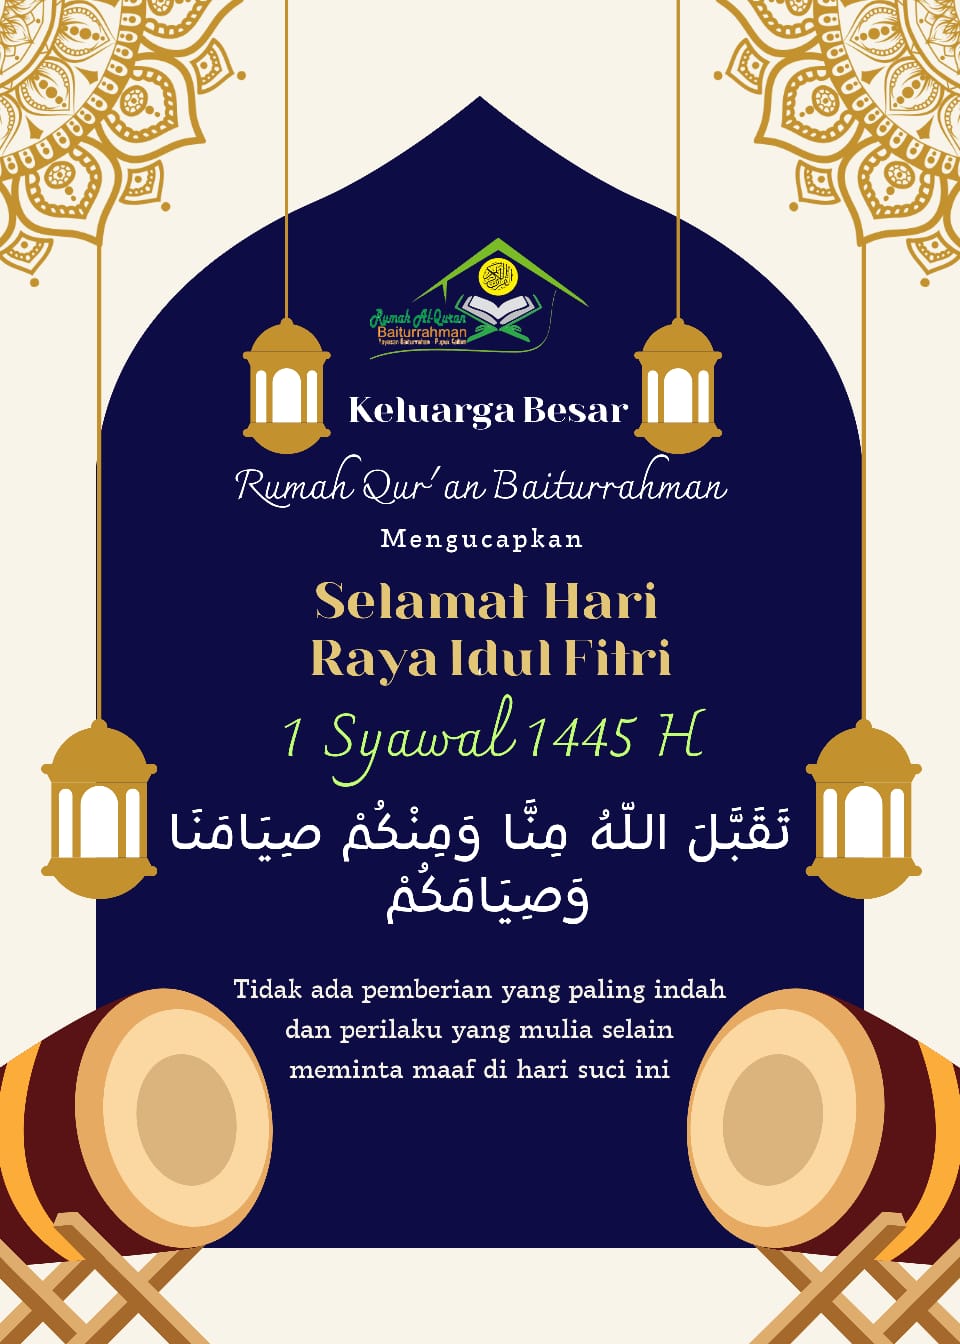 Rumah Al-Quran
Baiturrahman
Keluarga Besar
Rumah Qur'an Baiturrahman
Mengucapkan
Selamat Hari
Raya Idul Fitri
1 Syawal 1445 H
تَقَبَّلَ اللّهُ مِنَّا وَمِنْكُمْ صِيَامَنَا
وَصِيَامَكُمْ
Tidak ada pemberian yang paling indah
dan perilaku yang mulia selain
meminta maaf di hari suci ini